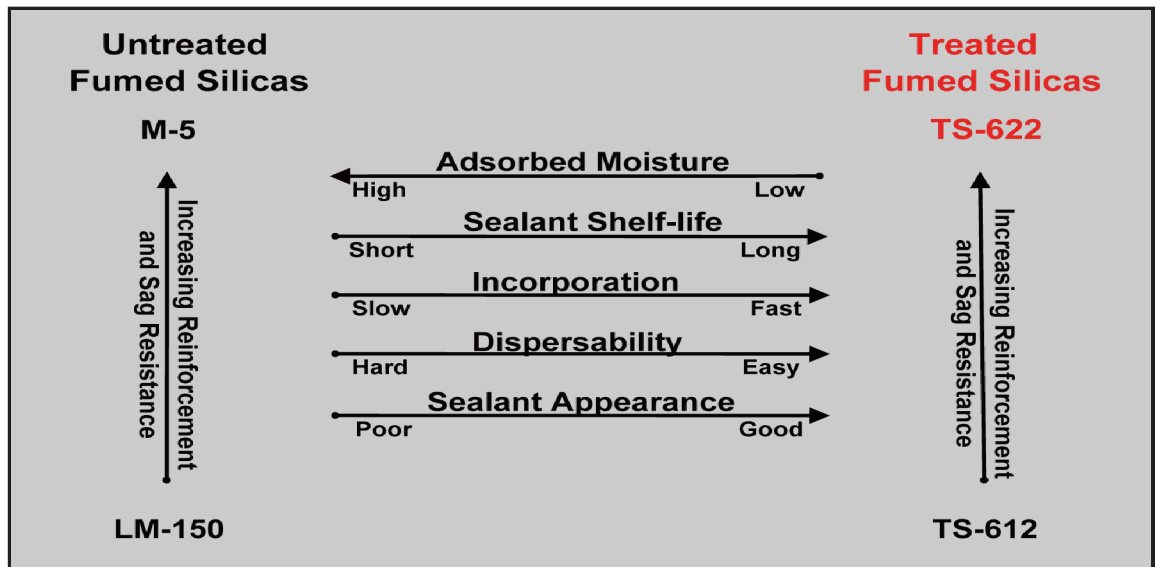 Untreated
Fumed Silicas
M-5
Treated
Fumed Silicas
TS-622
Adsorbed Moisture
High
Low
Sealant Shelf-life
Short
Long
Incorporation
Slow
Fast
Dispersability
Hard
Easy
Sealant Appearance
Poor
Good
Increasing Reinforcement
and Sag Resistance
Increasing Reinforcement
and Sag Resistance
LM-150
TS-612